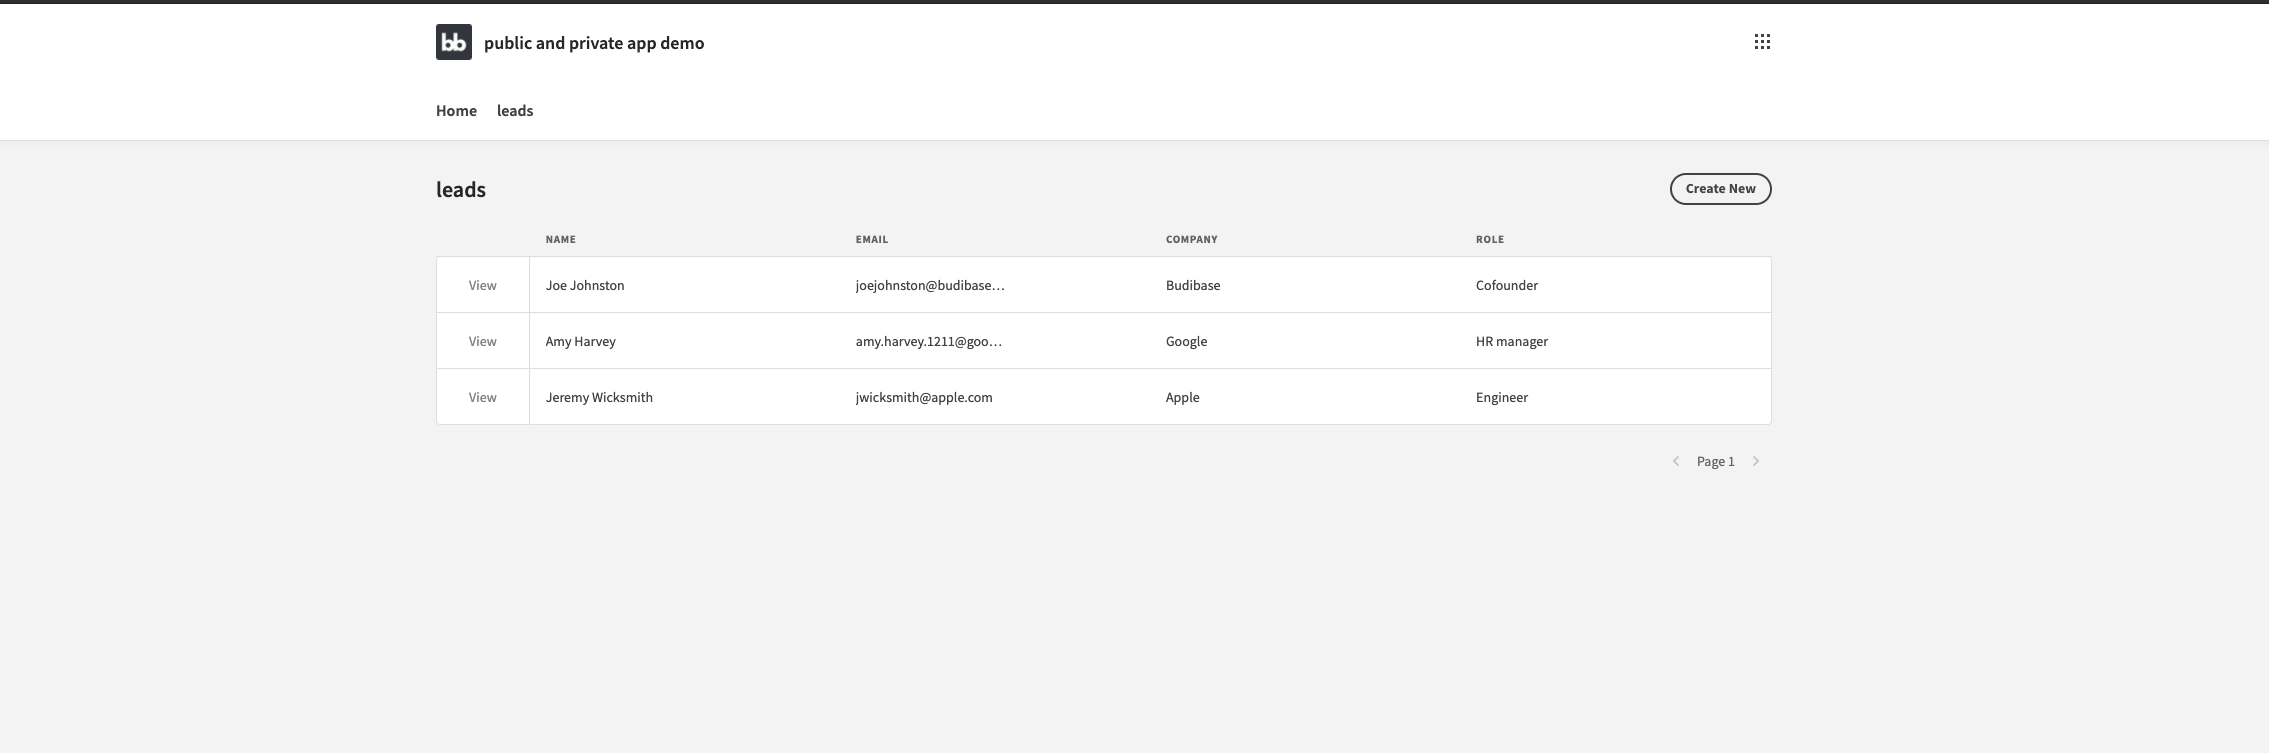 bb public and private app demo
Home leads
leads Create New
NAME EMAIL COMPANY ROLE
View Joe Johnston joejohnston@budibase… Budibase Cofounder
View Amy Harvey amy.harvey.1211@goo… Google HR manager
View Jeremy Wicksmith jwicksmith@apple.com Apple Engineer
Page 1